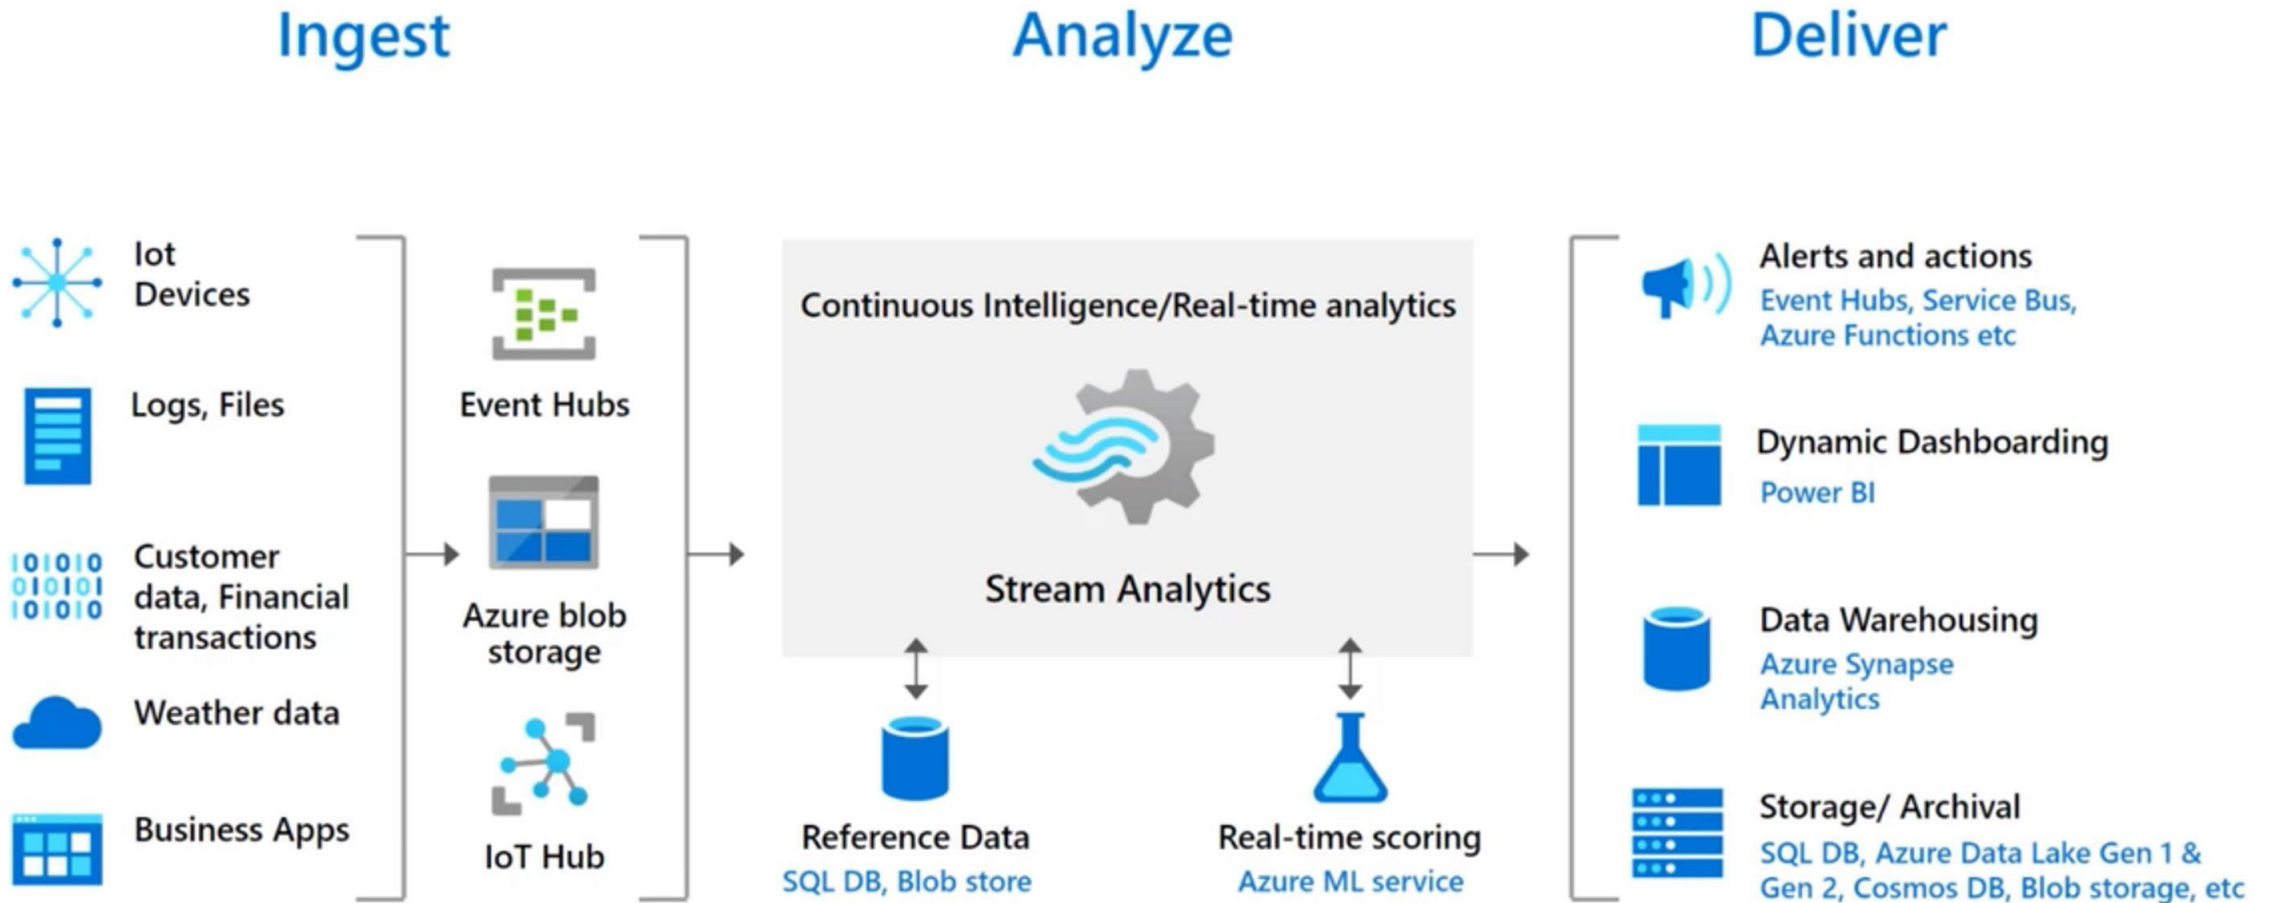 Ingest
Analyze
Deliver
Iot
Devices
Logs, Files
Customer
data, Financial
transactions
Weather data
Business Apps
Event Hubs
Azure blob
storage
IoT Hub
Continuous Intelligence/Real-time analytics
Stream Analytics
Reference Data
SQL DB, Blob store
Real-time scoring
Azure ML service
Alerts and actions
Event Hubs, Service Bus,
Azure Functions etc
Dynamic Dashboarding
Power BI
Data Warehousing
Azure Synapse
Analytics
Storage/ Archival
SQL DB, Azure Data Lake Gen 1 &
Gen 2, Cosmos DB, Blob storage, etc